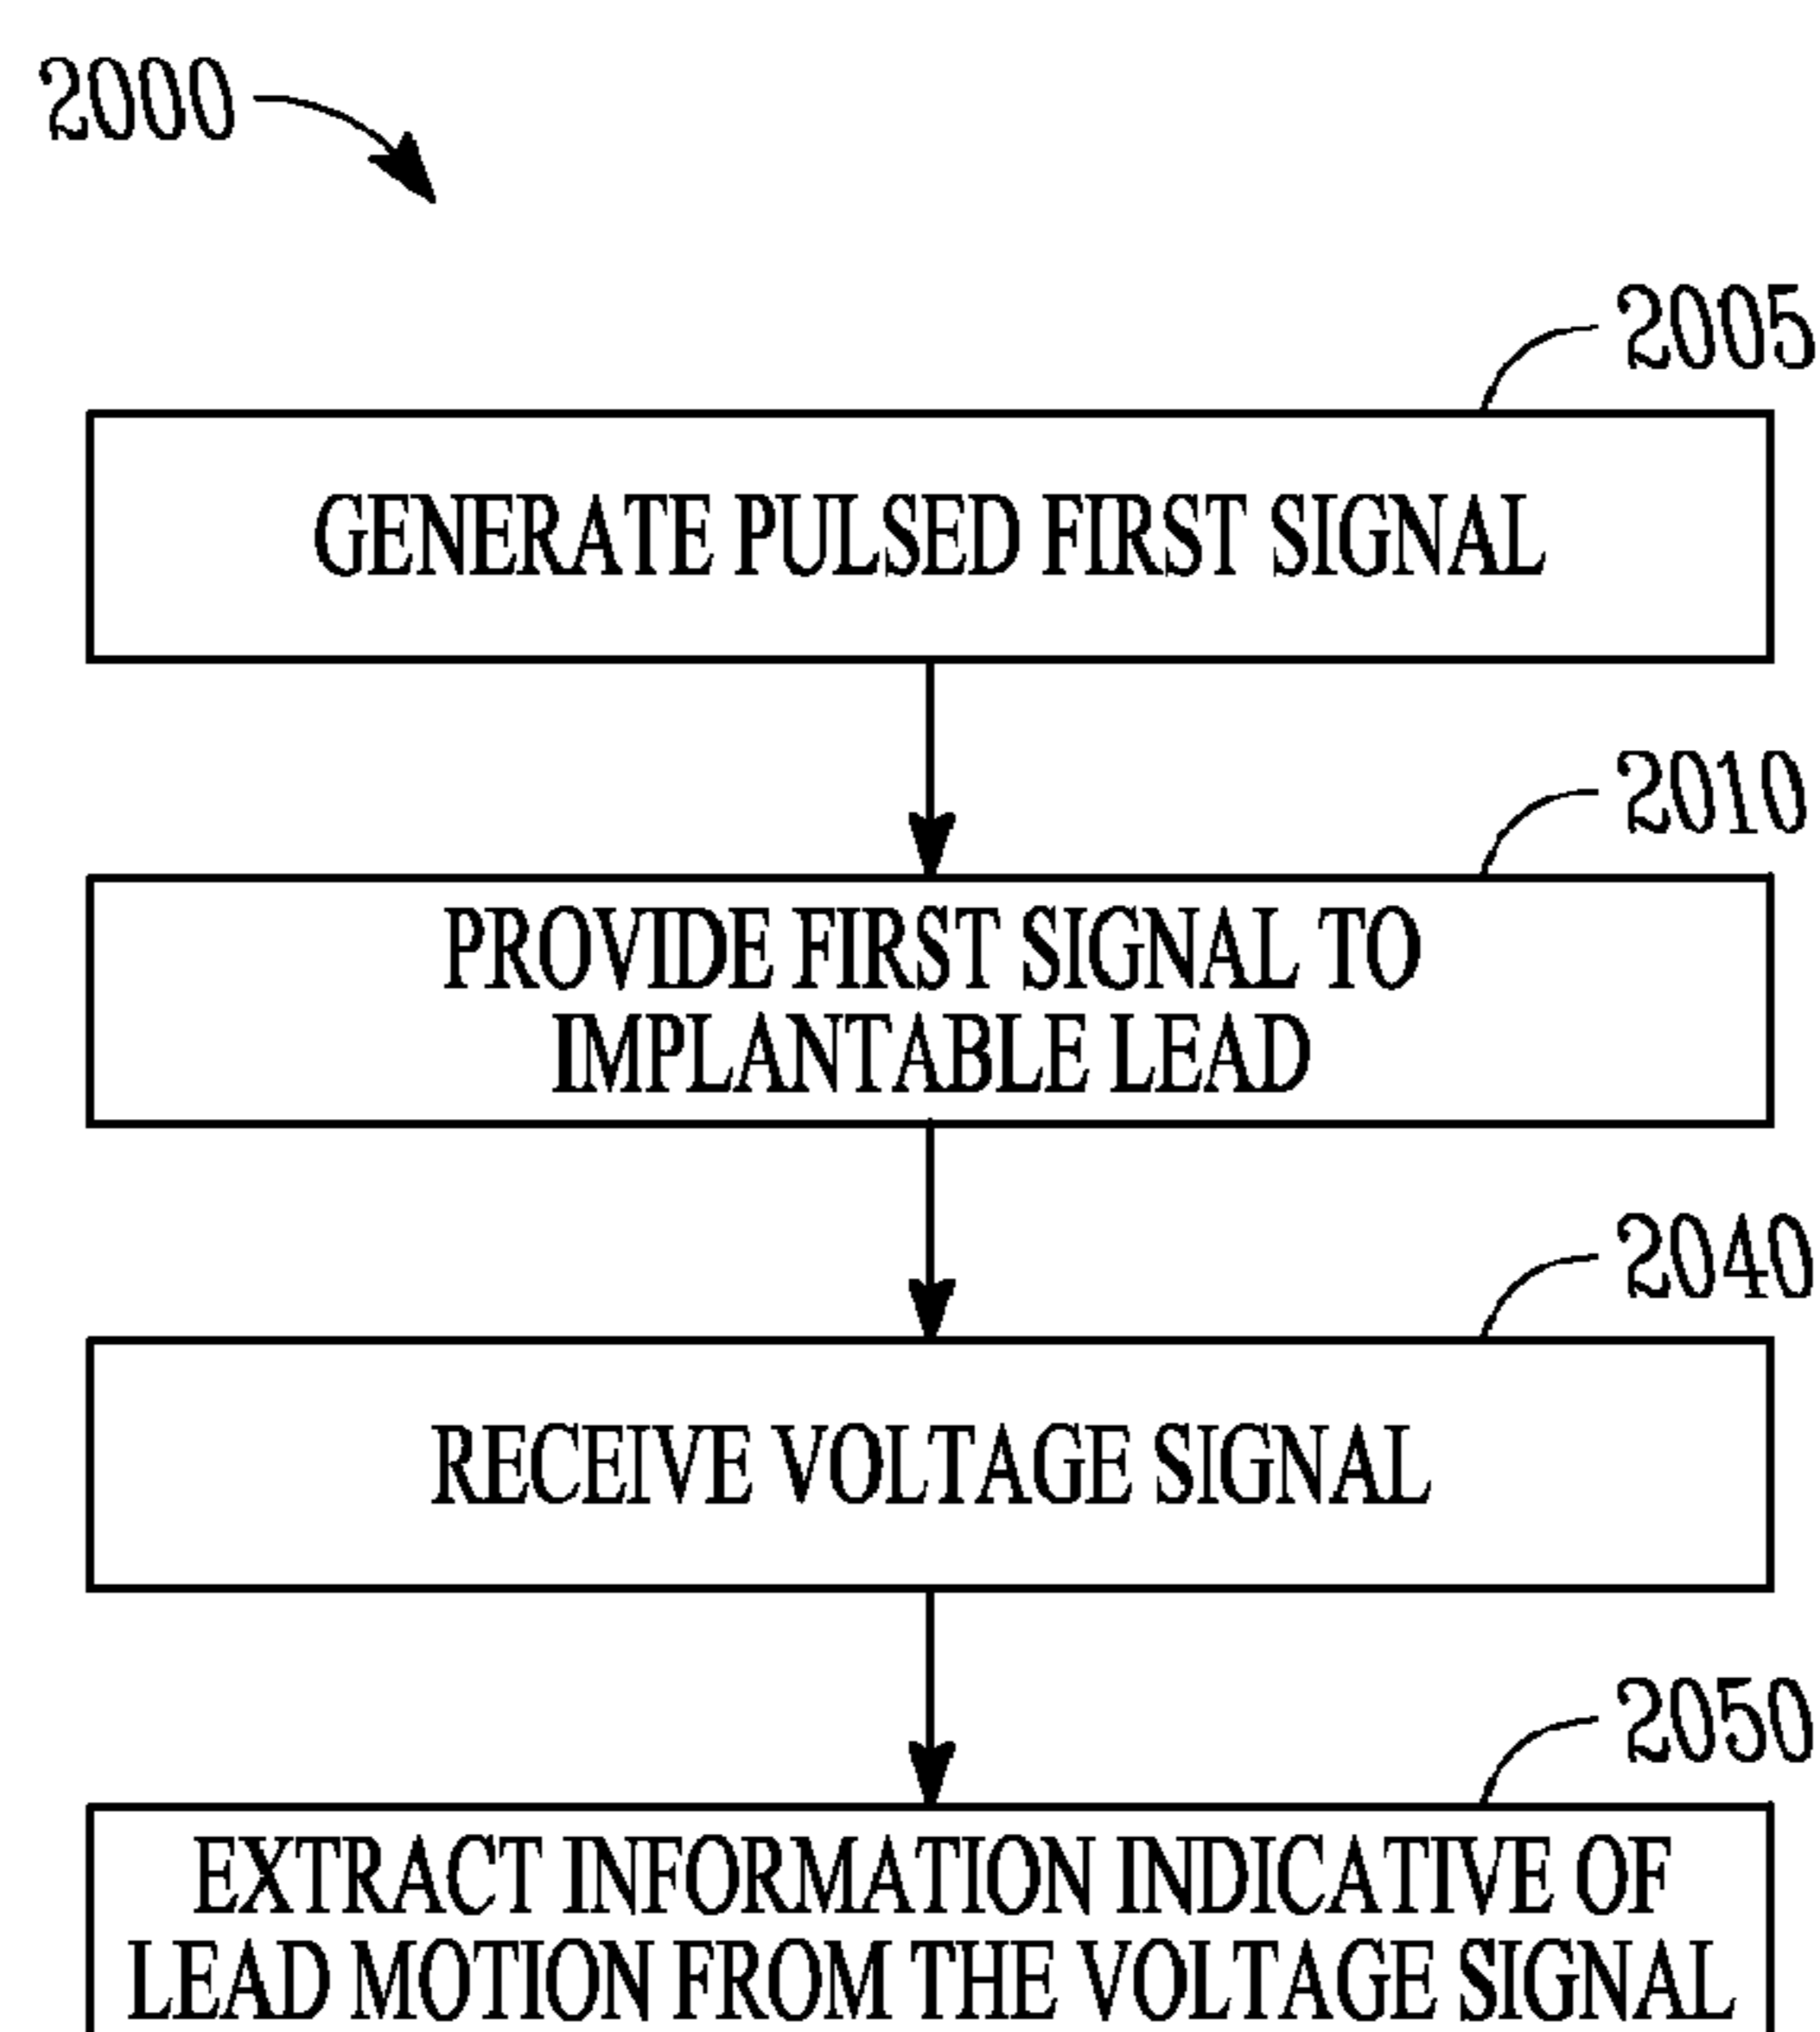 2000
2005
GENERATE PULSED FIRST SIGNAL
2010
PROVIDE FIRST SIGNAL TO
IMPLANTABLE LEAD
2040
RECEIVE VOLTAGE SIGNAL
2050
EXTRACT INFORMATION INDICATIVE OF
LEAD MOTION FROM THE VOLTAGE SIGNAL